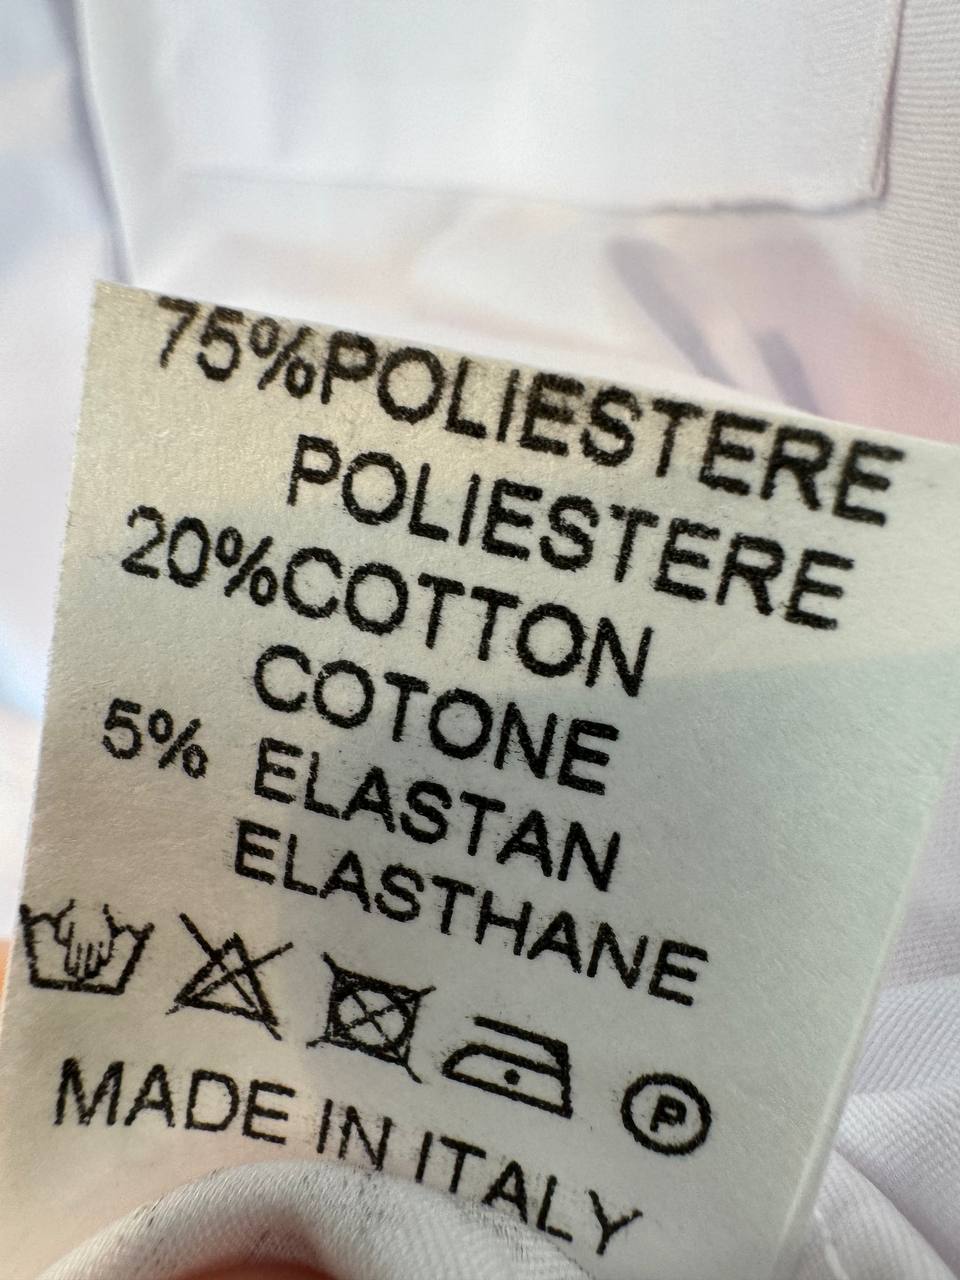 75%POLIESTERE
POLIESTERE
20%COTTON
COTONE
5% ELASTAN
ELASTHANE
P
MADE IN ITALY